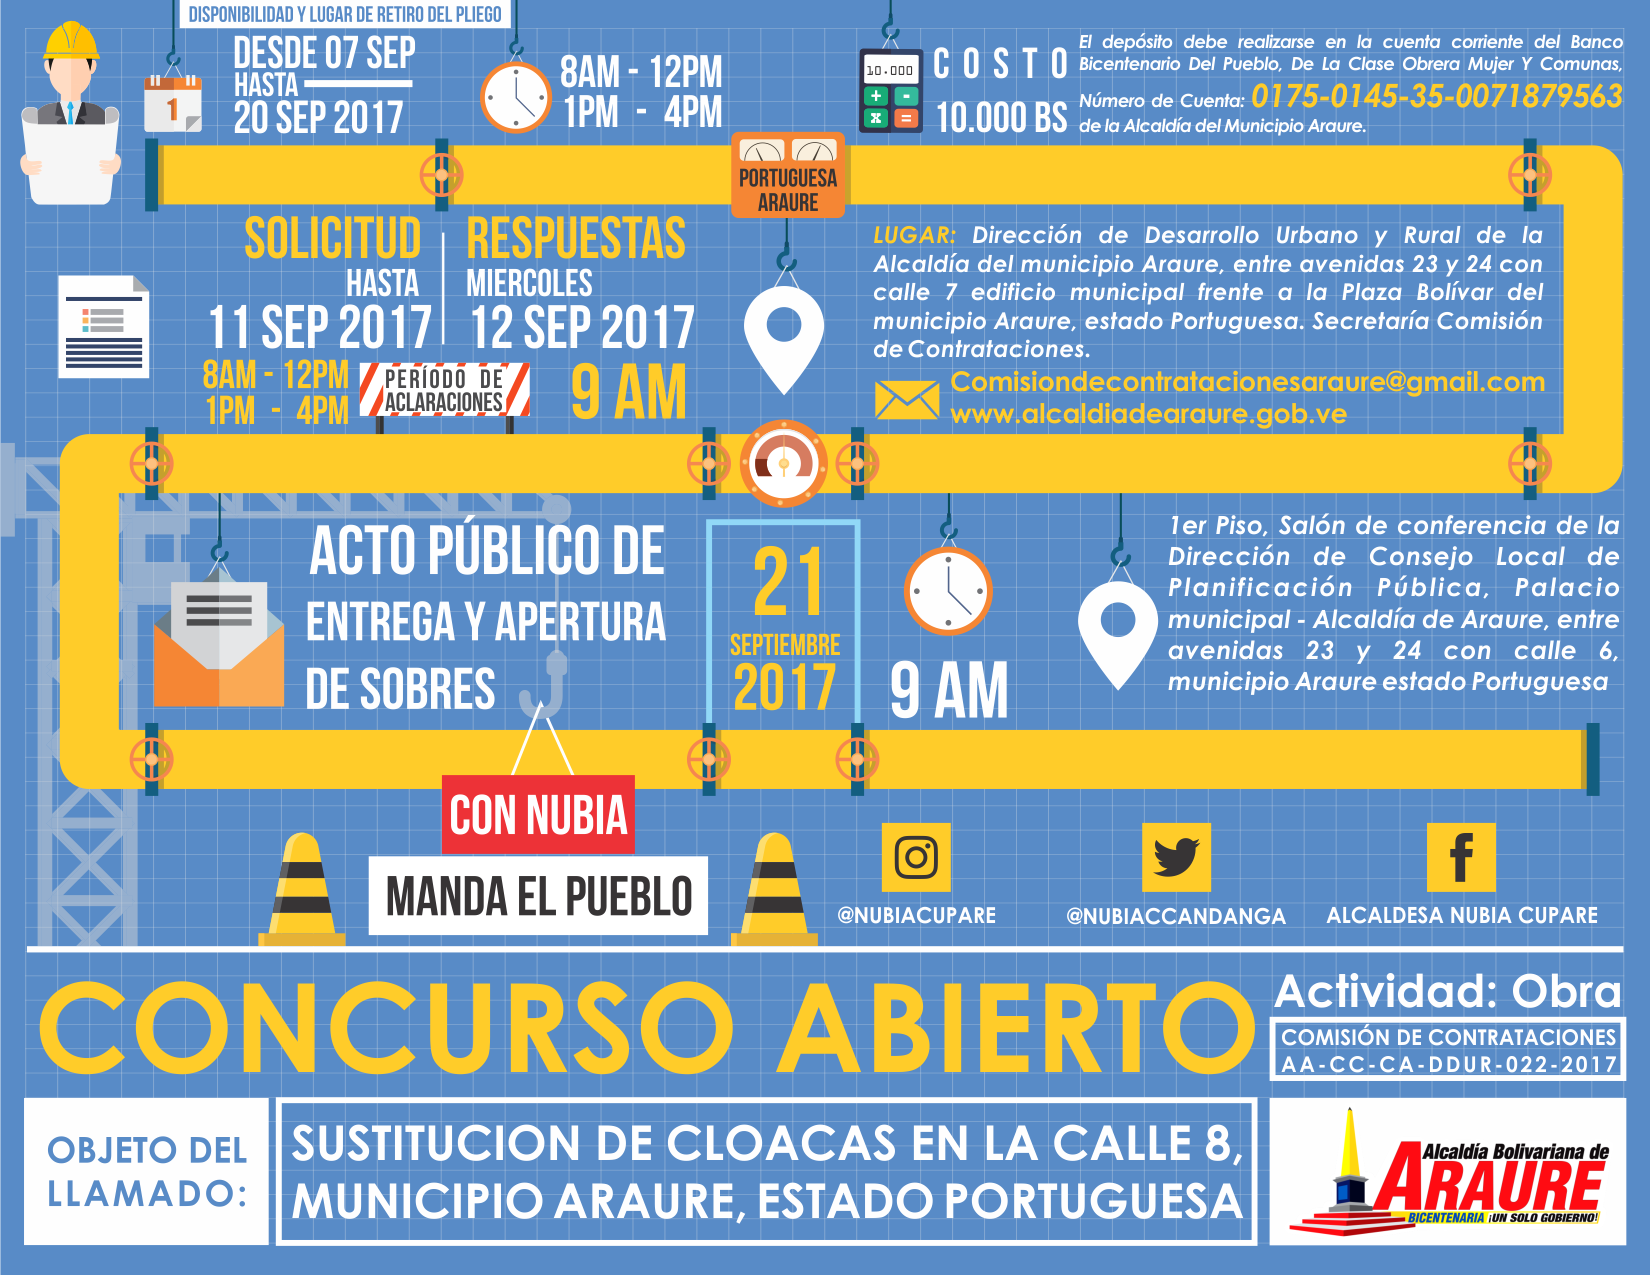 DISPONIBILIDAD Y LUGAR DE RETIRO DEL PLIEGO
DESDE 07 SEP
HASTA
20 SEP 2017
1
8AM - 12PM
1PM - 4PM
10.000
+ -
x =
COSTO
10.000 BS
El depósito debe realizarse en la cuenta corriente del Banco
Bicentenario Del Pueblo, De La Clase Obrera Mujer Y Comunas,
Número de Cuenta: 0175-0145-35-0071879563
de la Alcaldía del Municipio Araure.
PORTUGUESA
ARAURE
SOLICITUD
HASTA
11 SEP 2017
8AM - 12PM
1PM - 4PM
RESPUESTAS
MIERCOLES
12 SEP 2017
9 AM
PERÍODO DE
ACLARACIONES
LUGAR: Dirección de Desarrollo Urbano y Rural de la
Alcaldía del municipio Araure, entre avenidas 23 y 24 con
calle 7 edificio municipal frente a la Plaza Bolívar del
municipio Araure, estado Portuguesa. Secretaría Comisión
de Contrataciones.
Comisiondecontratacionesaraure@gmail.com
www.alcaldiadearaure.gob.ve
ACTO PÚBLICO DE
ENTREGA Y APERTURA
DE SOBRES
21
SEPTIEMBRE
2017
9 AM
1er Piso, Salón de conferencia de la
Dirección de Consejo Local de
Planificación Pública, Palacio
municipal - Alcaldía de Araure, entre
avenidas 23 y 24 con calle 6,
municipio Araure estado Portuguesa
CON NUBIA
MANDA EL PUEBLO
@NUBIACUPARE
@NUBIACCANDANGA
ALCALDESA NUBIA CUPARE
CONCURSO ABIERTO
Actividad: Obra
COMISIÓN DE CONTRATACIONES
AA-CC-CA-DDUR-022-2017
OBJETO DEL
LLAMADO:
SUSTITUCION DE CLOACAS EN LA CALLE 8,
MUNICIPIO ARAURE, ESTADO PORTUGUESA
Alcaldía Bolivariana de
ARAURE
BICENTENARIA ¡UN SOLO GOBIERNO!